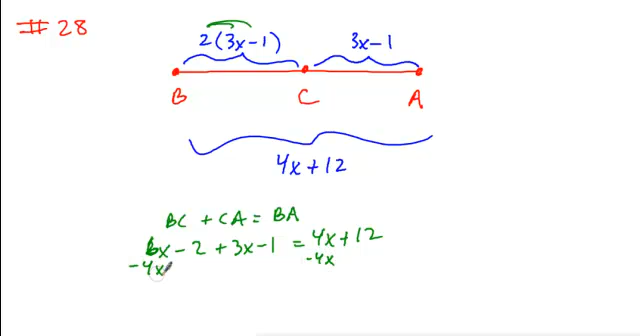 #28
2(3x-1) 3x-1
B C A
4x+12
BC + CA = BA
6x - 2 + 3x - 1 = 4x + 12
-4x -4x